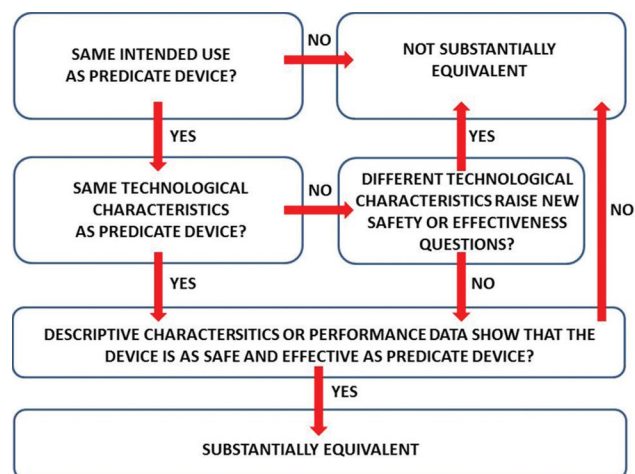 SAME INTENDED USE
AS PREDICATE DEVICE?
NO
NOT SUBSTANTIALLY
EQUIVALENT
YES
YES
SAME TECHNOLOGICAL
CHARACTERISTICS
AS PREDICATE DEVICE?
NO
DIFFERENT TECHNOLOGICAL
CHARACTERISTICS RAISE NEW
SAFETY OR EFFECTIVENESS
QUESTIONS?
NO
YES
NO
DESCRIPTIVE CHARACTERSITICS OR PERFORMANCE DATA SHOW THAT THE
DEVICE IS AS SAFE AND EFFECTIVE AS PREDICATE DEVICE?
YES
SUBSTANTIALLY EQUIVALENT